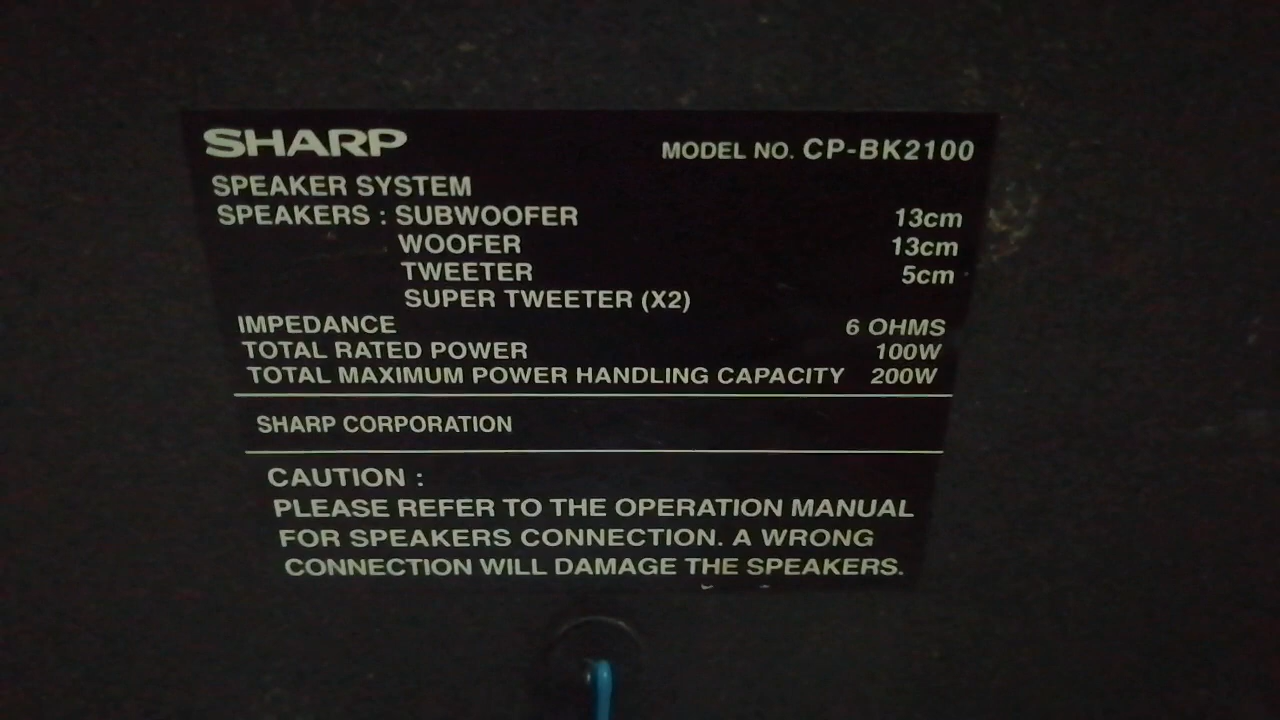 SHARP MODEL NO. CP-BK2100
SPEAKER SYSTEM
SPEAKERS : SUBWOOFER 13cm
WOOFER 13cm
TWEETER 5cm
SUPER TWEETER (X2)
IMPEDANCE 6 OHMS
TOTAL RATED POWER 100W
TOTAL MAXIMUM POWER HANDLING CAPACITY 200W
SHARP CORPORATION
CAUTION :
PLEASE REFER TO THE OPERATION MANUAL
FOR SPEAKERS CONNECTION. A WRONG
CONNECTION WILL DAMAGE THE SPEAKERS.